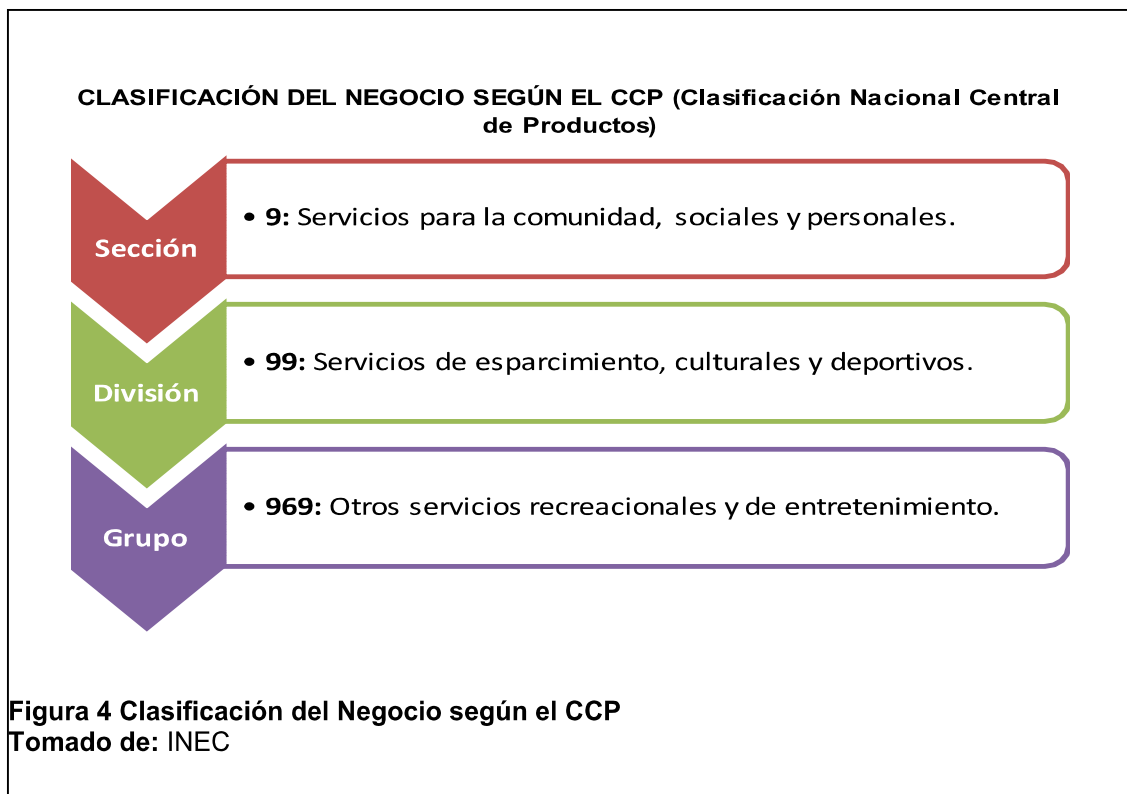 CLASIFICACIÓN DEL NEGOCIO SEGÚN EL CCP (Clasificación Nacional Central
de Productos)
Sección
• 9: Servicios para la comunidad, sociales y personales.
División
• 99: Servicios de esparcimiento, culturales y deportivos.
Grupo
• 969: Otros servicios recreacionales y de entretenimiento.
Figura 4 Clasificación del Negocio según el CCP
Tomado de: INEC